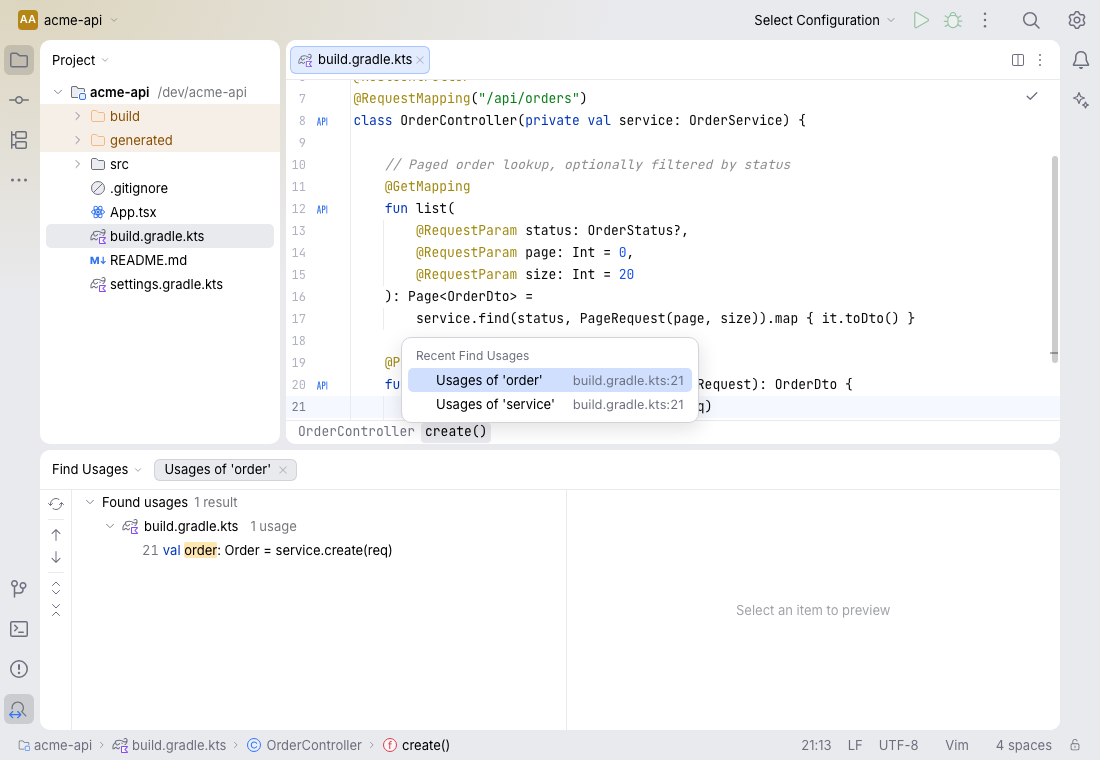 AA acme-api Select Configuration
Project
build.gradle.kts
acme-api /dev/acme-api
build
generated
src
.gitignore
App.tsx
build.gradle.kts
README.md
settings.gradle.kts
7 @RequestMapping("/api/orders")
8 API class OrderController(private val service: OrderService) {
9
10 // Paged order lookup, optionally filtered by status
11 @GetMapping
12 API fun list(
13 @RequestParam status: OrderStatus?,
14 @RequestParam page: Int = 0,
15 @RequestParam size: Int = 20
16 ): Page<OrderDto> =
17 service.find(status, PageRequest(page, size)).map { it.toDto() }
18
19 @P
20 API fu Request): OrderDto {
21 q)
Recent Find Usages
Usages of 'order' build.gradle.kts:21
Usages of 'service' build.gradle.kts:21
OrderController create()
Find Usages Usages of 'order'
Found usages 1 result
build.gradle.kts 1 usage
21 val order: Order = service.create(req)
Select an item to preview
acme-api build.gradle.kts OrderController create() 21:13 LF UTF-8 Vim 4 spaces